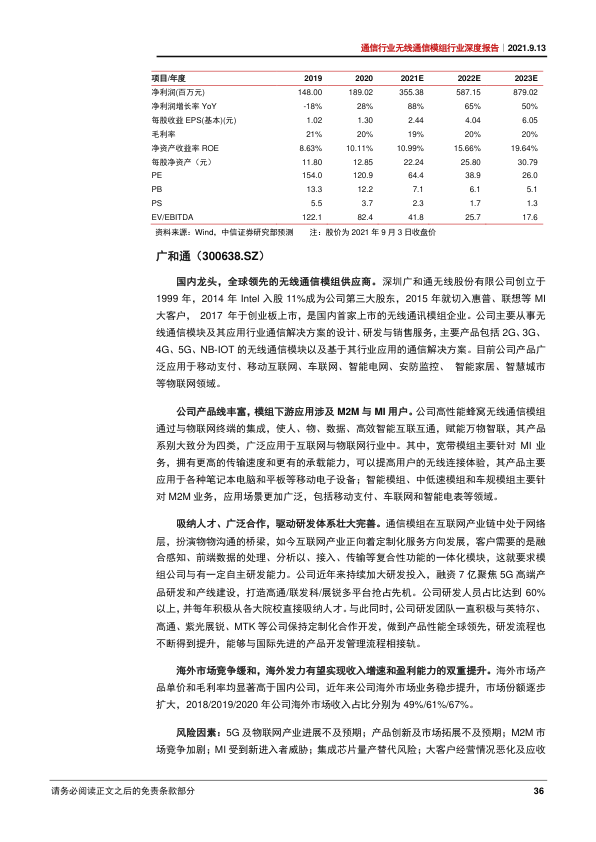 通信行业无线通信模组行业深度报告｜2021.9.13
项目/年度 2019 2020 2021E 2022E 2023E
净利润(百万元) 148.00 189.02 355.38 587.15 879.02
净利润增长率 YoY -18% 28% 88% 65% 50%
每股收益 EPS(基本)(元) 1.02 1.30 2.44 4.04 6.05
毛利率 21% 20% 19% 20% 20%
净资产收益率 ROE 8.63% 10.11% 10.99% 15.66% 19.64%
每股净资产（元） 11.80 12.85 22.24 25.80 30.79
PE 154.0 120.9 64.4 38.9 26.0
PB 13.3 12.2 7.1 6.1 5.1
PS 5.5 3.7 2.3 1.7 1.3
EV/EBITDA 122.1 82.4 41.8 25.7 17.6
资料来源：Wind，中信证券研究部预测 注：股价为 2021 年 9 月 3 日收盘价
广和通（300638.SZ）
国内龙头，全球领先的无线通信模组供应商。深圳广和通无线股份有限公司创立于
1999 年，2014 年 Intel 入股 11%成为公司第三大股东，2015 年就切入惠普、联想等 MI
大客户， 2017 年于创业板上市，是国内首家上市的无线通讯模组企业。公司主要从事无
线通信模块及其应用行业通信解决方案的设计、研发与销售服务，主要产品包括 2G、3G、
4G、5G、NB-IOT 的无线通信模块以及基于其行业应用的通信解决方案。目前公司产品广
泛应用于移动支付、移动互联网、车联网、智能电网、安防监控、 智能家居、智慧城市
等物联网领域。
公司产品线丰富，模组下游应用涉及 M2M 与 MI 用户。公司高性能蜂窝无线通信模组
通过与物联网终端的集成，使人、物、数据、高效智能互联互通，赋能万物智联，其产品
系别大致分为四类，广泛应用于互联网与物联网行业中。其中，宽带模组主要针对 MI 业
务，拥有更高的传输速度和更有的承载能力，可以提高用户的无线连接体验，其产品主要
应用于各种笔记本电脑和平板等移动电子设备；智能模组、中低速模组和车规模组主要针
对 M2M 业务，应用场景更加广泛，包括移动支付、车联网和智能电表等领域。
吸纳人才、广泛合作，驱动研发体系壮大完善。通信模组在互联网产业链中处于网络
层，扮演物物沟通的桥梁，如今互联网产业正向着定制化服务方向发展，客户需要的是融
合感知、前端数据的处理、分析以、接入、传输等复合性功能的一体化模块，这就要求模
组公司与有一定自主研发能力。公司近年来持续加大研发投入，融资 7 亿聚焦 5G 高端产
品研发和产线建设，打造高通/联发科/展锐多平台抢占先机。公司研发人员占比达到 60%
以上，并每年积极从各大院校直接吸纳人才。与此同时，公司研发团队一直积极与英特尔、
高通、紫光展锐、MTK 等公司保持定制化合作开发，做到产品性能全球领先，研发流程也
不断得到提升，能够与国际先进的产品开发管理流程相接轨。
海外市场竞争缓和，海外发力有望实现收入增速和盈利能力的双重提升。海外市场产
品单价和毛利率均显著高于国内公司，近年来公司海外市场业务稳步提升，市场份额逐步
扩大，2018/2019/2020 年公司海外市场收入占比分别为 49%/61%/67%。
风险因素：5G 及物联网产业进展不及预期；产品创新及市场拓展不及预期；M2M 市
场竞争加剧；MI 受到新进入者威胁；集成芯片量产替代风险；大客户经营情况恶化及应收
请务必阅读正文之后的免责条款部分 36